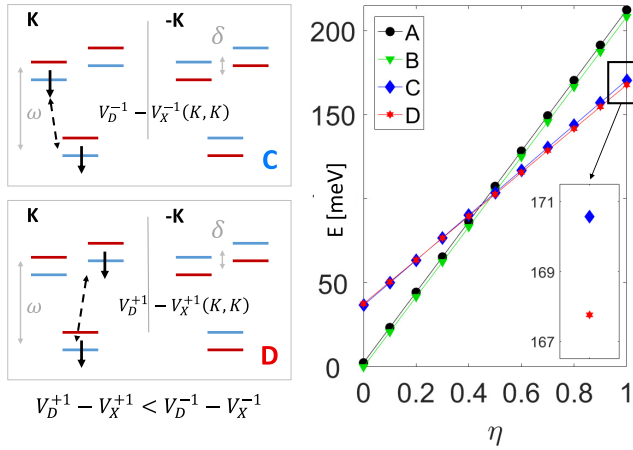 K
-K
δ
ω
V_D^{-1} − V_X^{-1}(K, K)
C
K
-K
δ
ω
V_D^{+1} − V_X^{+1}(K, K)
D
V_D^{+1} − V_X^{+1} < V_D^{-1} − V_X^{-1}
200
150
100
50
0
E [meV]
A
B
C
D
171
169
167
0
0.2
0.4
0.6
0.8
1
η